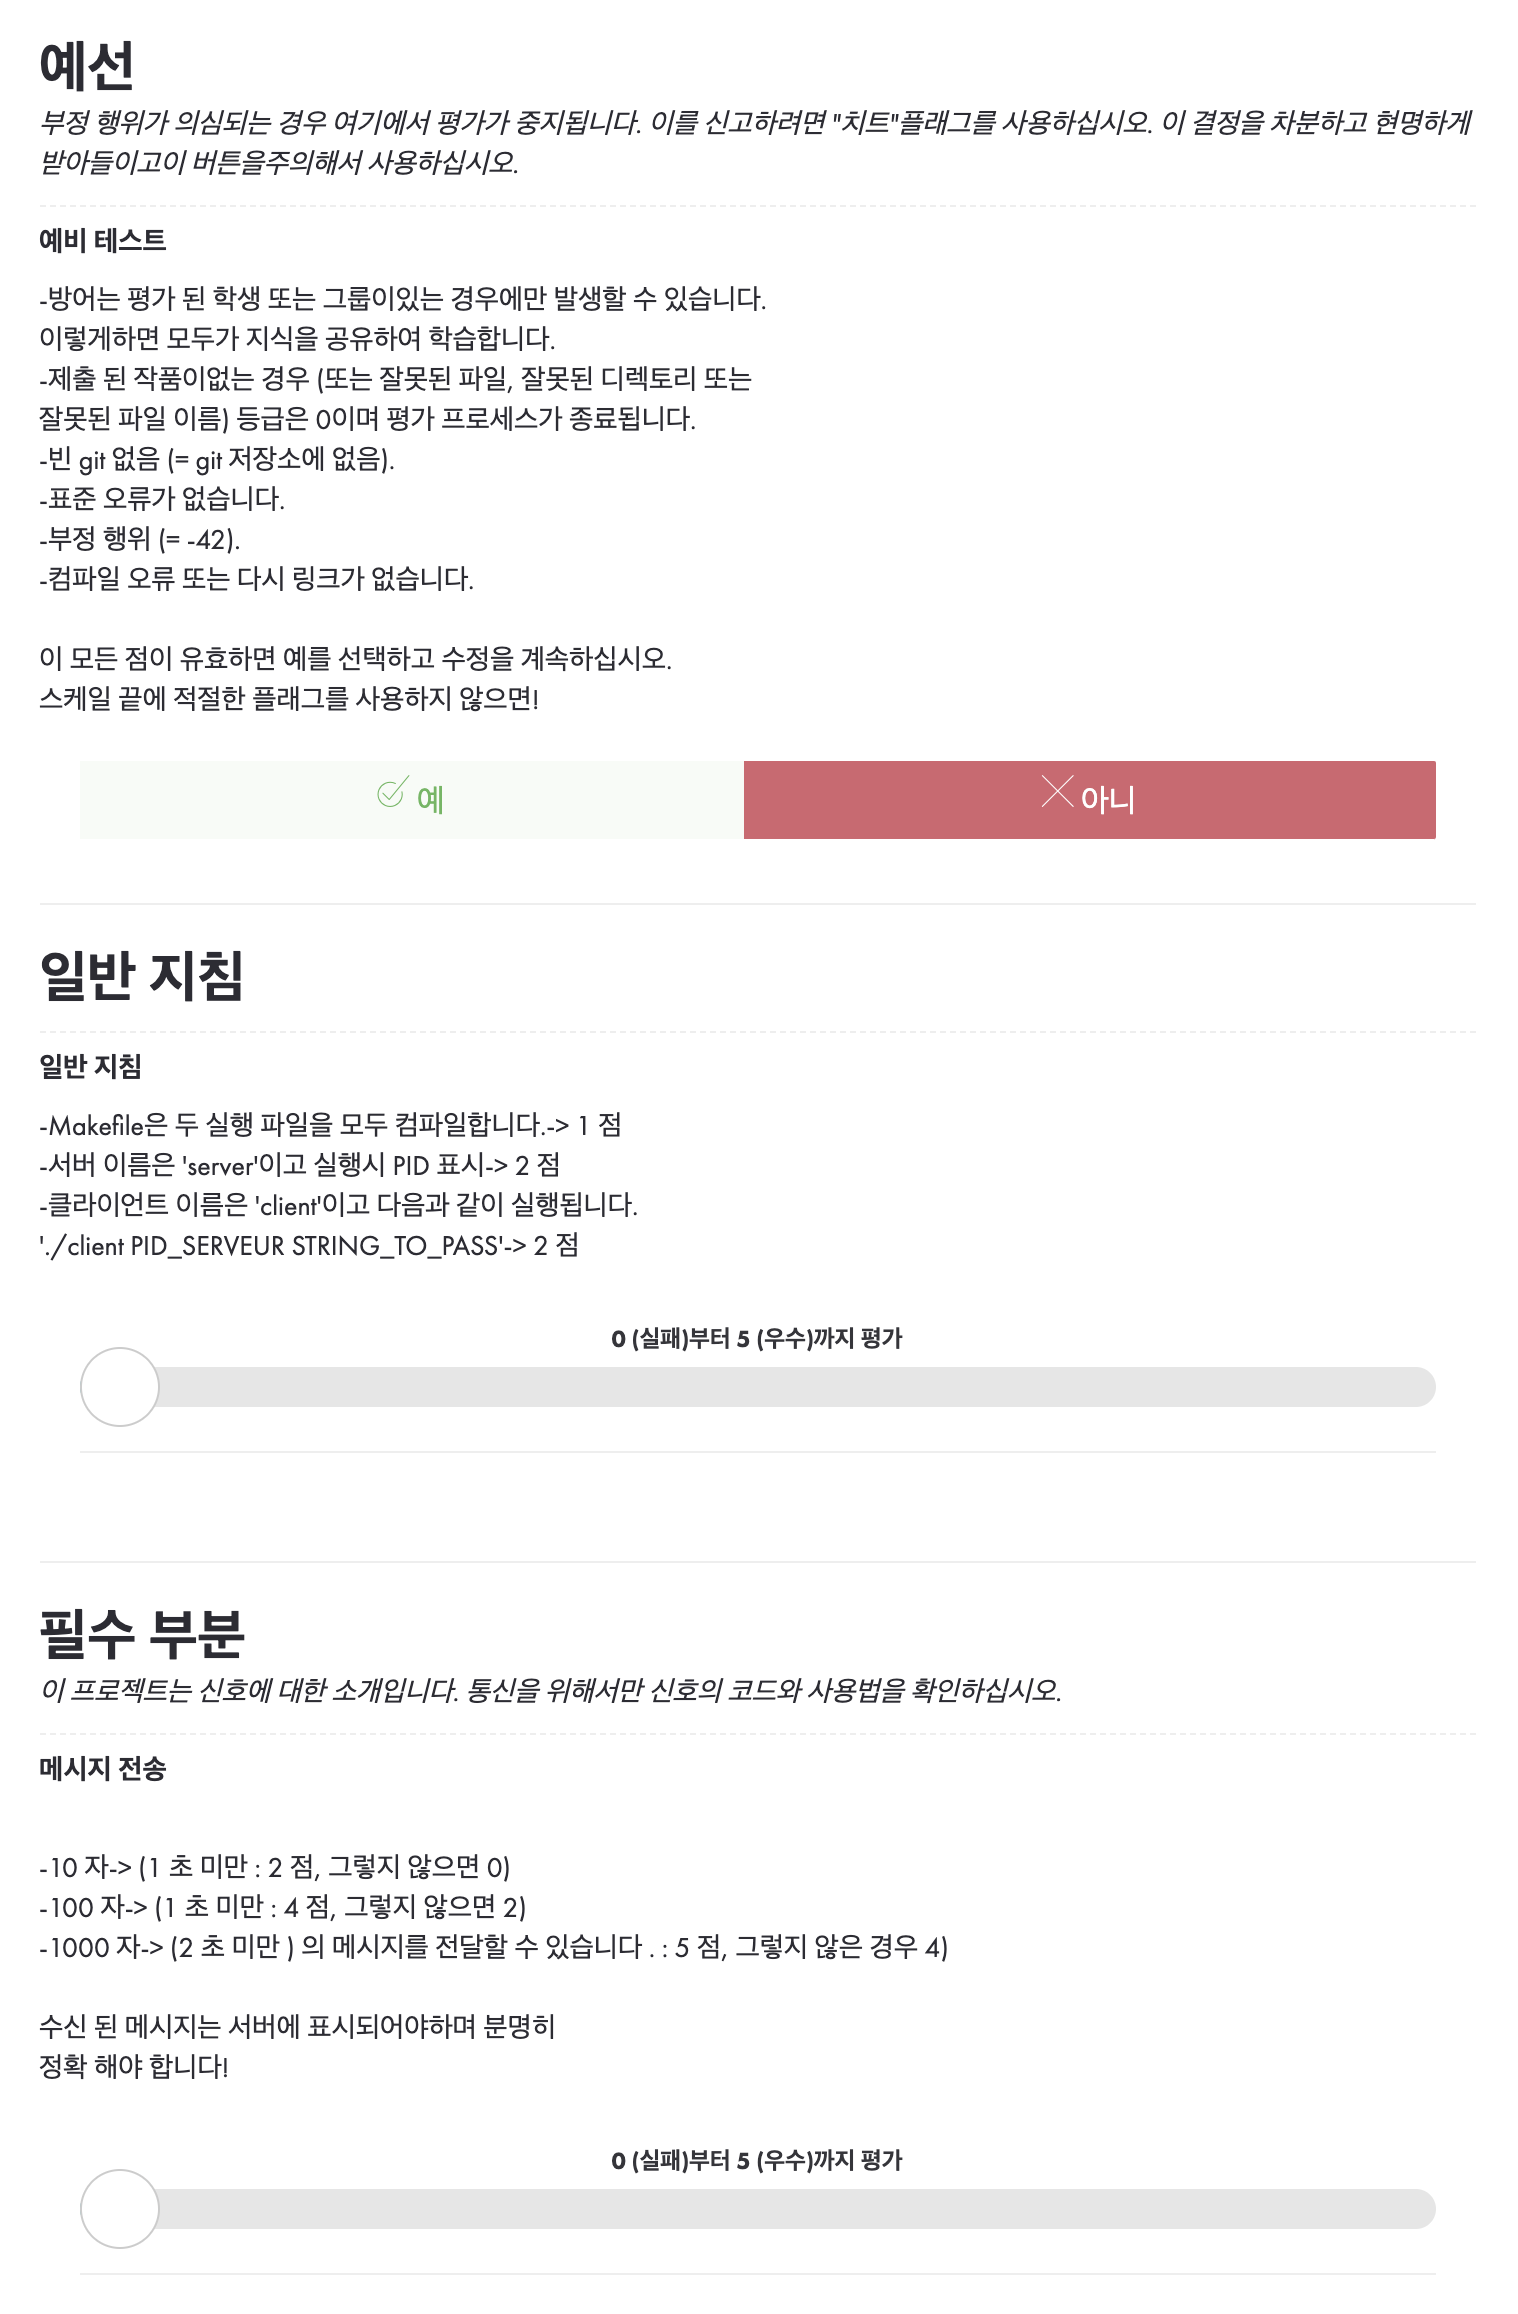 예선
부정 행위가 의심되는 경우 여기에서 평가가 중지됩니다. 이를 신고하려면 "치트"플래그를 사용하십시오. 이 결정을 차분하고 현명하게
받아들이고이 버튼을주의해서 사용하십시오.
예비 테스트
-방어는 평가 된 학생 또는 그룹이있는 경우에만 발생할 수 있습니다.
이렇게하면 모두가 지식을 공유하여 학습합니다.
-제출 된 작품이없는 경우 (또는 잘못된 파일, 잘못된 디렉토리 또는
잘못된 파일 이름) 등급은 0이며 평가 프로세스가 종료됩니다.
-빈 git 없음 (= git 저장소에 없음).
-표준 오류가 없습니다.
-부정 행위 (= -42).
-컴파일 오류 또는 다시 링크가 없습니다.
이 모든 점이 유효하면 예를 선택하고 수정을 계속하십시오.
스케일 끝에 적절한 플래그를 사용하지 않으면!
예
아니
일반 지침
일반 지침
-Makefile은 두 실행 파일을 모두 컴파일합니다.-> 1 점
-서버 이름은 'server'이고 실행시 PID 표시-> 2 점
-클라이언트 이름은 'client'이고 다음과 같이 실행됩니다.
'./client PID_SERVEUR STRING_TO_PASS'-> 2 점
0 (실패)부터 5 (우수)까지 평가
필수 부분
이 프로젝트는 신호에 대한 소개입니다. 통신을 위해서만 신호의 코드와 사용법을 확인하십시오.
메시지 전송
-10 자-> (1 초 미만 : 2 점, 그렇지 않으면 0)
-100 자-> (1 초 미만 : 4 점, 그렇지 않으면 2)
-1000 자-> (2 초 미만 ) 의 메시지를 전달할 수 있습니다 . : 5 점, 그렇지 않은 경우 4)
수신 된 메시지는 서버에 표시되어야하며 분명히
정확 해야 합니다!
0 (실패)부터 5 (우수)까지 평가